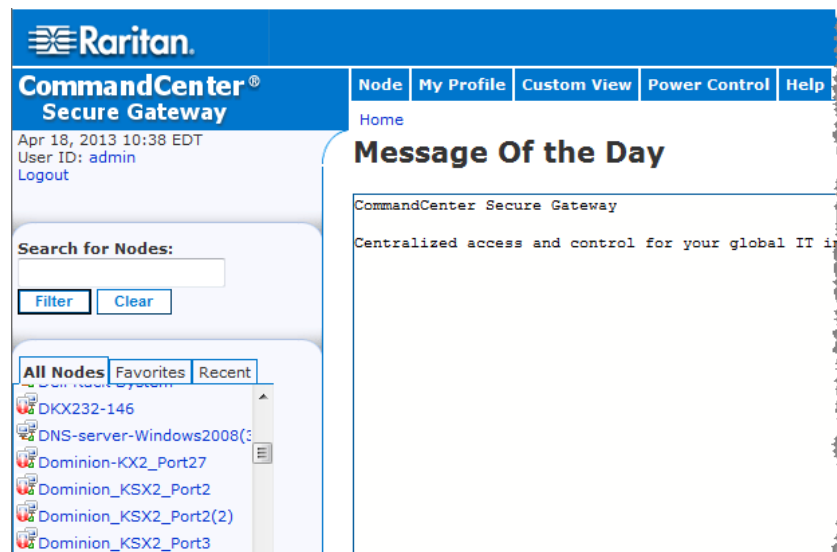 Raritan.
CommandCenter®
Secure Gateway
Node My Profile Custom View Power Control Help
Home
Apr 18, 2013 10:38 EDT
User ID: admin
Logout
Message Of the Day
CommandCenter Secure Gateway
Centralized access and control for your global IT
Search for Nodes:
Filter Clear
All Nodes Favorites Recent
DKX232-146
DNS-server-Windows2008(3
Dominion-KX2_Port27
Dominion_KSX2_Port2
Dominion_KSX2_Port2(2)
Dominion_KSX2_Port3